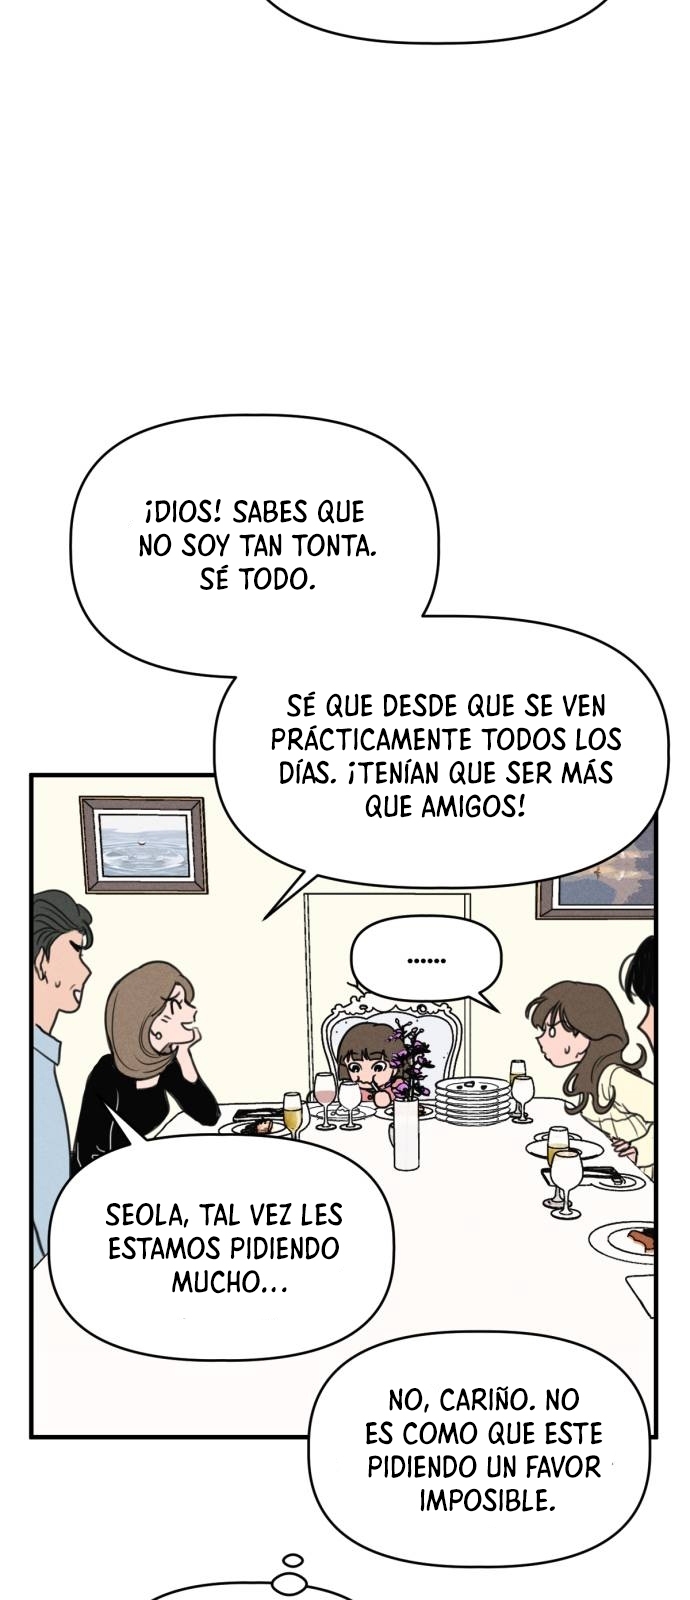 ¡DIOS! SABES QUE
NO SOY TAN TONTA.
SÉ TODO.
SÉ QUE DESDE QUE SE VEN
PRÁCTICAMENTE TODOS LOS
DÍAS. ¡TENÍAN QUE SER MÁS
QUE AMIGOS!
......
SEOLA, TAL VEZ LES
ESTAMOS PIDIENDO
MUCHO...
NO, CARIÑO. NO
ES COMO QUE ESTE
PIDIENDO UN FAVOR
IMPOSIBLE.